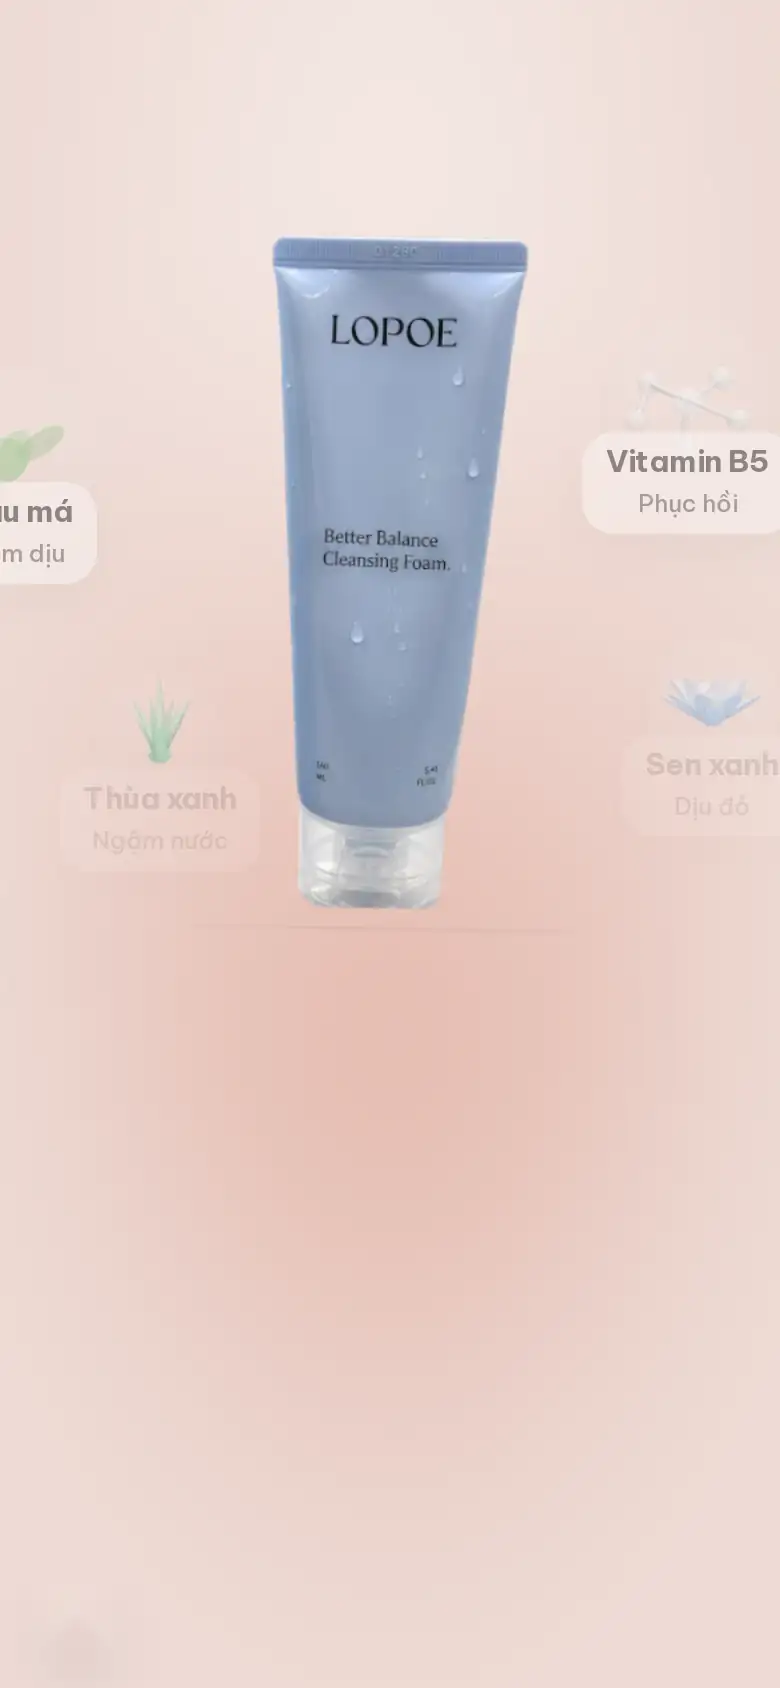 LOPOE
Vitamin B5
Phục hồi
má
dịu
Better Balance
Cleansing Foam.
Sen xanh
Dịu đỏ
Thùa xanh
Ngậm nước